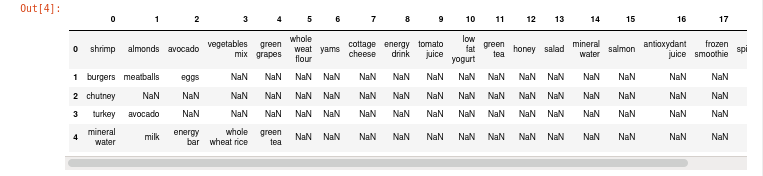 Out[4]:
0 1 2 3 4 5 6 7 8 9 10 11 12 13 14 15 16 17
0 shrimp almonds avocado vegetables mix green grapes whole weat flour yams cottage cheese energy drink tomato juice low fat yogurt green tea honey salad mineral water salmon antioxydant juice frozen smoothie spi
1 burgers meatballs eggs NaN NaN NaN NaN NaN NaN NaN NaN NaN NaN NaN NaN NaN NaN NaN
2 chutney NaN NaN NaN NaN NaN NaN NaN NaN NaN NaN NaN NaN NaN NaN NaN NaN NaN
3 turkey avocado NaN NaN NaN NaN NaN NaN NaN NaN NaN NaN NaN NaN NaN NaN NaN NaN
4 mineral water milk energy bar whole wheat rice green tea NaN NaN NaN NaN NaN NaN NaN NaN NaN NaN NaN NaN NaN